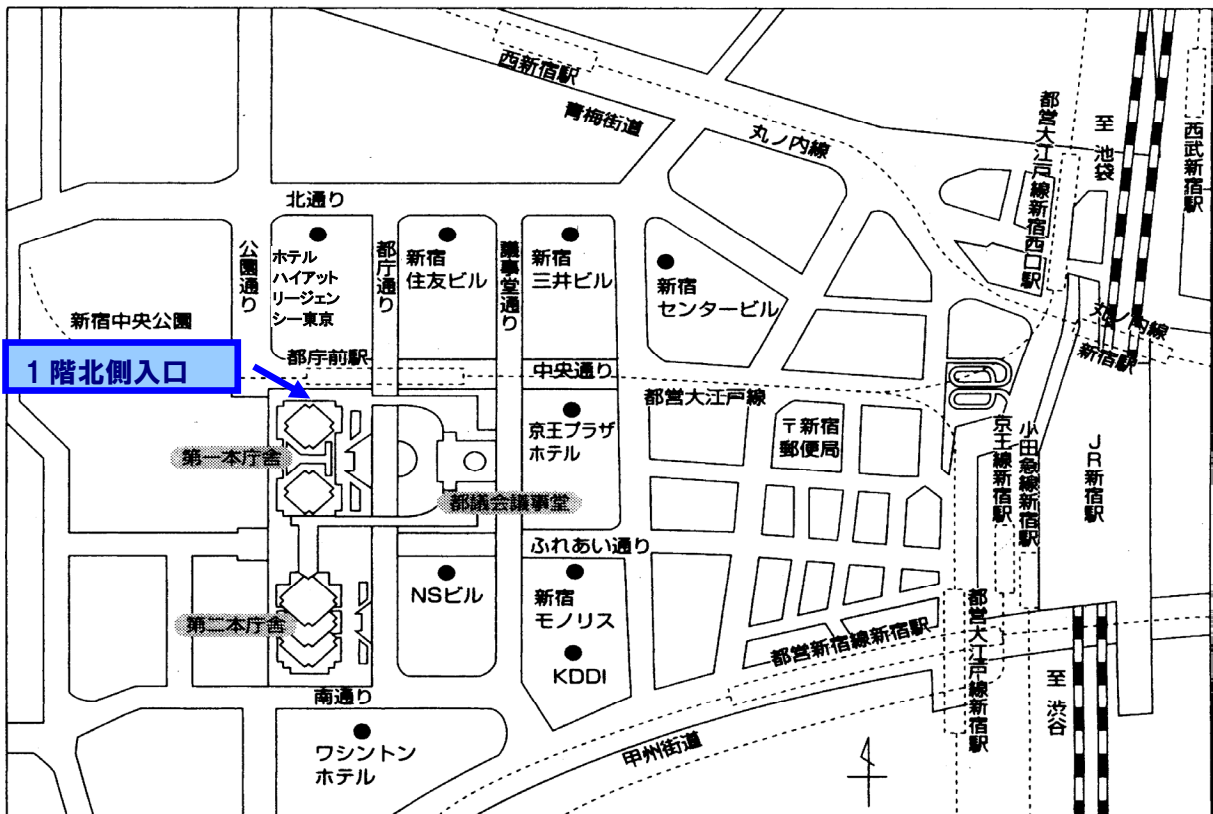 西新宿駅
青梅街道
丸ノ内線
都営大江戸線新宿西口駅
至 池袋
西武新宿駅
北通り
公園通り
ホテル
ハイアット
リージェン
シー東京
都庁通り
新宿
住友ビル
議事堂通り
新宿
三井ビル
新宿
センタービル
新宿中央公園
丸ノ内線
新宿駅
1階北側入口
都庁前駅
中央通り
都営大江戸線
京王プラザ
ホテル
〒新宿
郵便局
京王線新宿駅
小田急線新宿駅
JR新宿駅
第一本庁舎
都議会議事堂
ふれあい通り
NSビル
新宿
モノリス
KDDI
第二本庁舎
都営新宿線新宿駅
都営大江戸線新宿駅
至 渋谷
南通り
甲州街道
ワシントン
ホテル